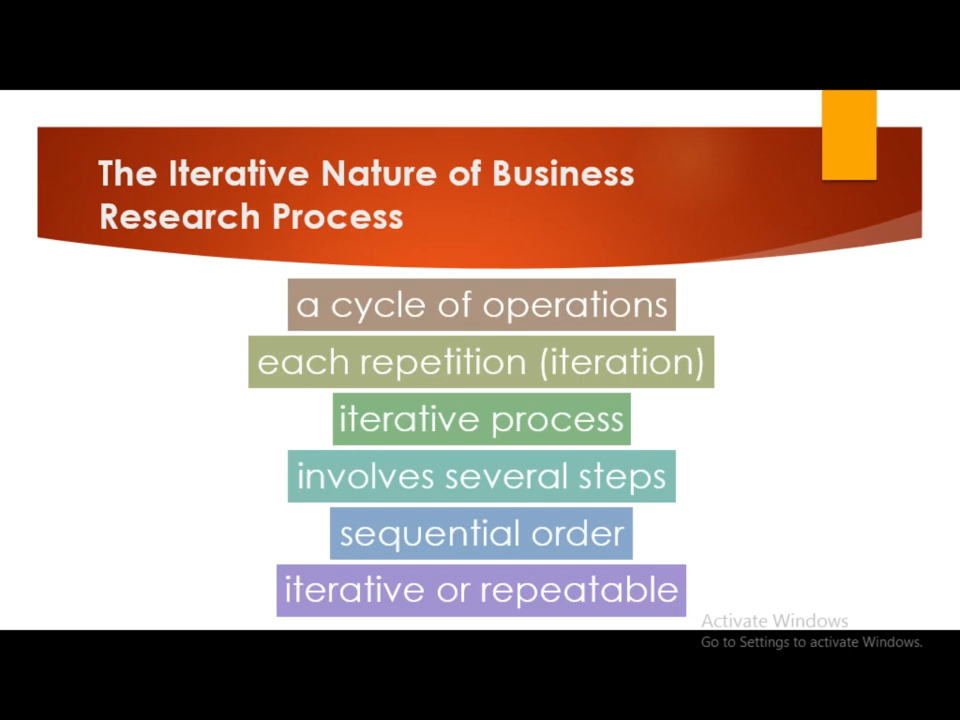 The Iterative Nature of Business
Research Process
a cycle of operations
each repetition (iteration)
iterative process
involves several steps
sequential order
iterative or repeatable
Activate Windows
Go to Settings to activate Windows.